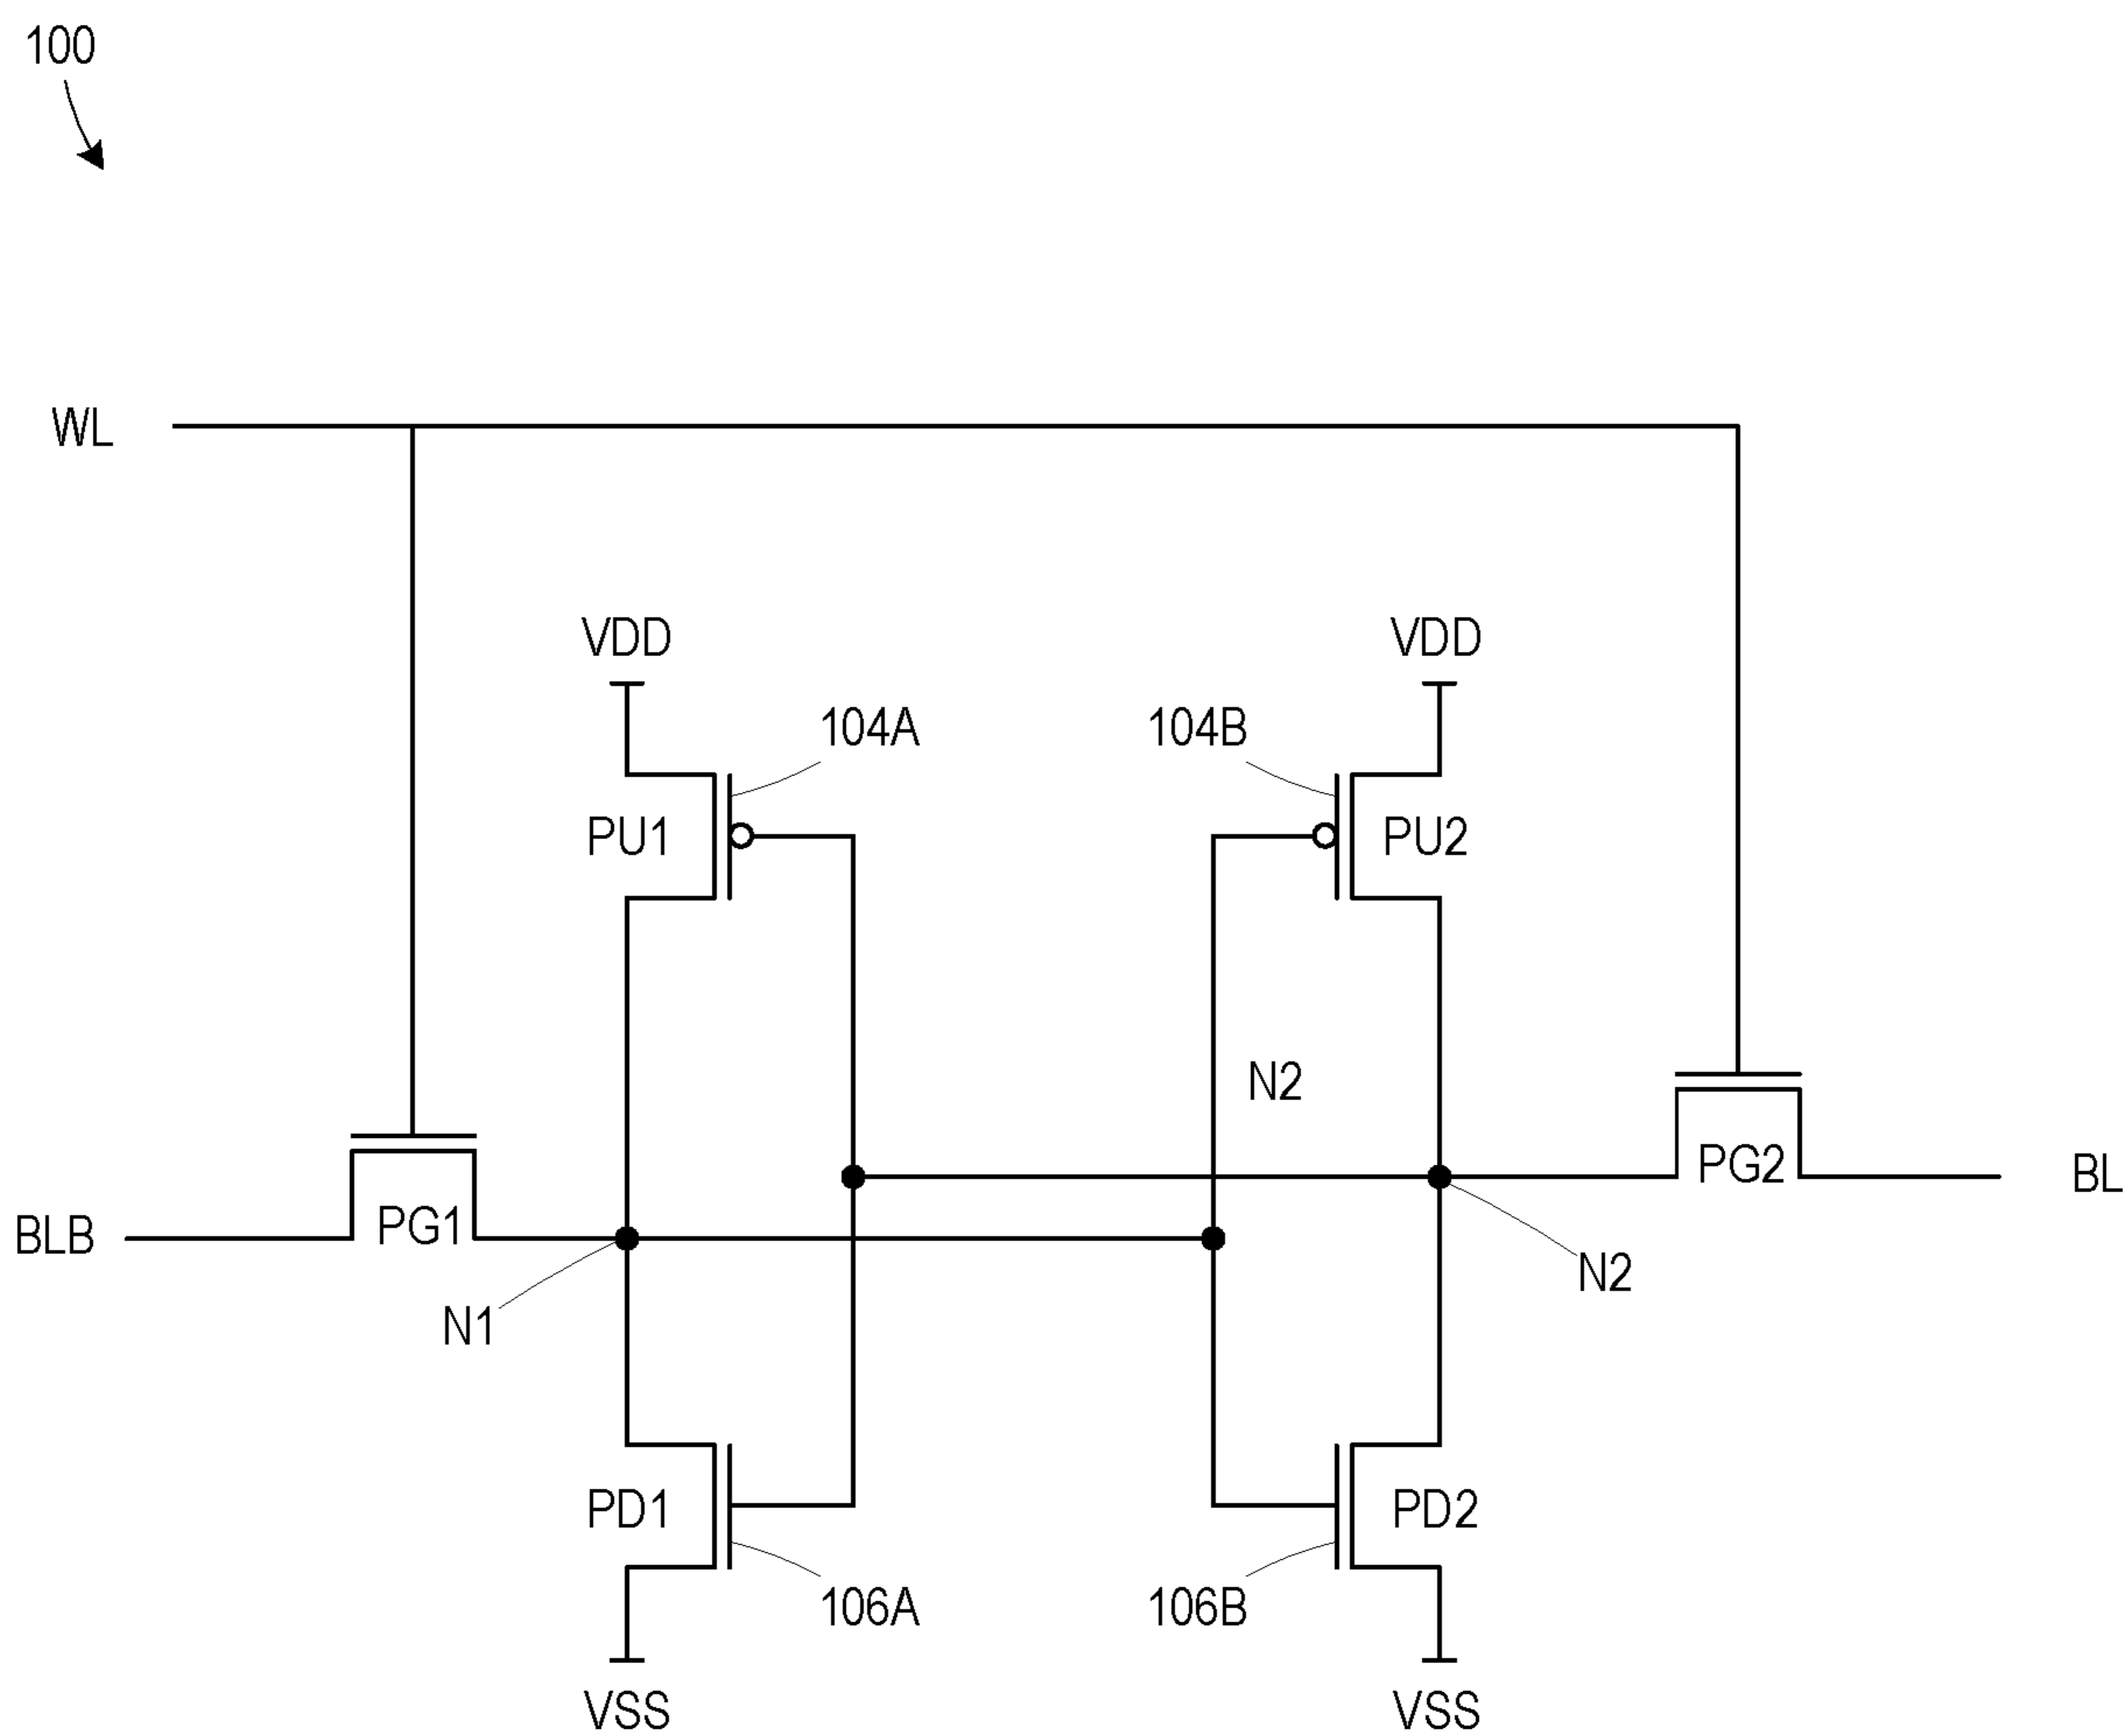 100
WL
VDD
VDD
104A
104B
PU1
PU2
N2
PG2
BL
BLB
PG1
N2
N1
PD1
PD2
106A
106B
VSS
VSS